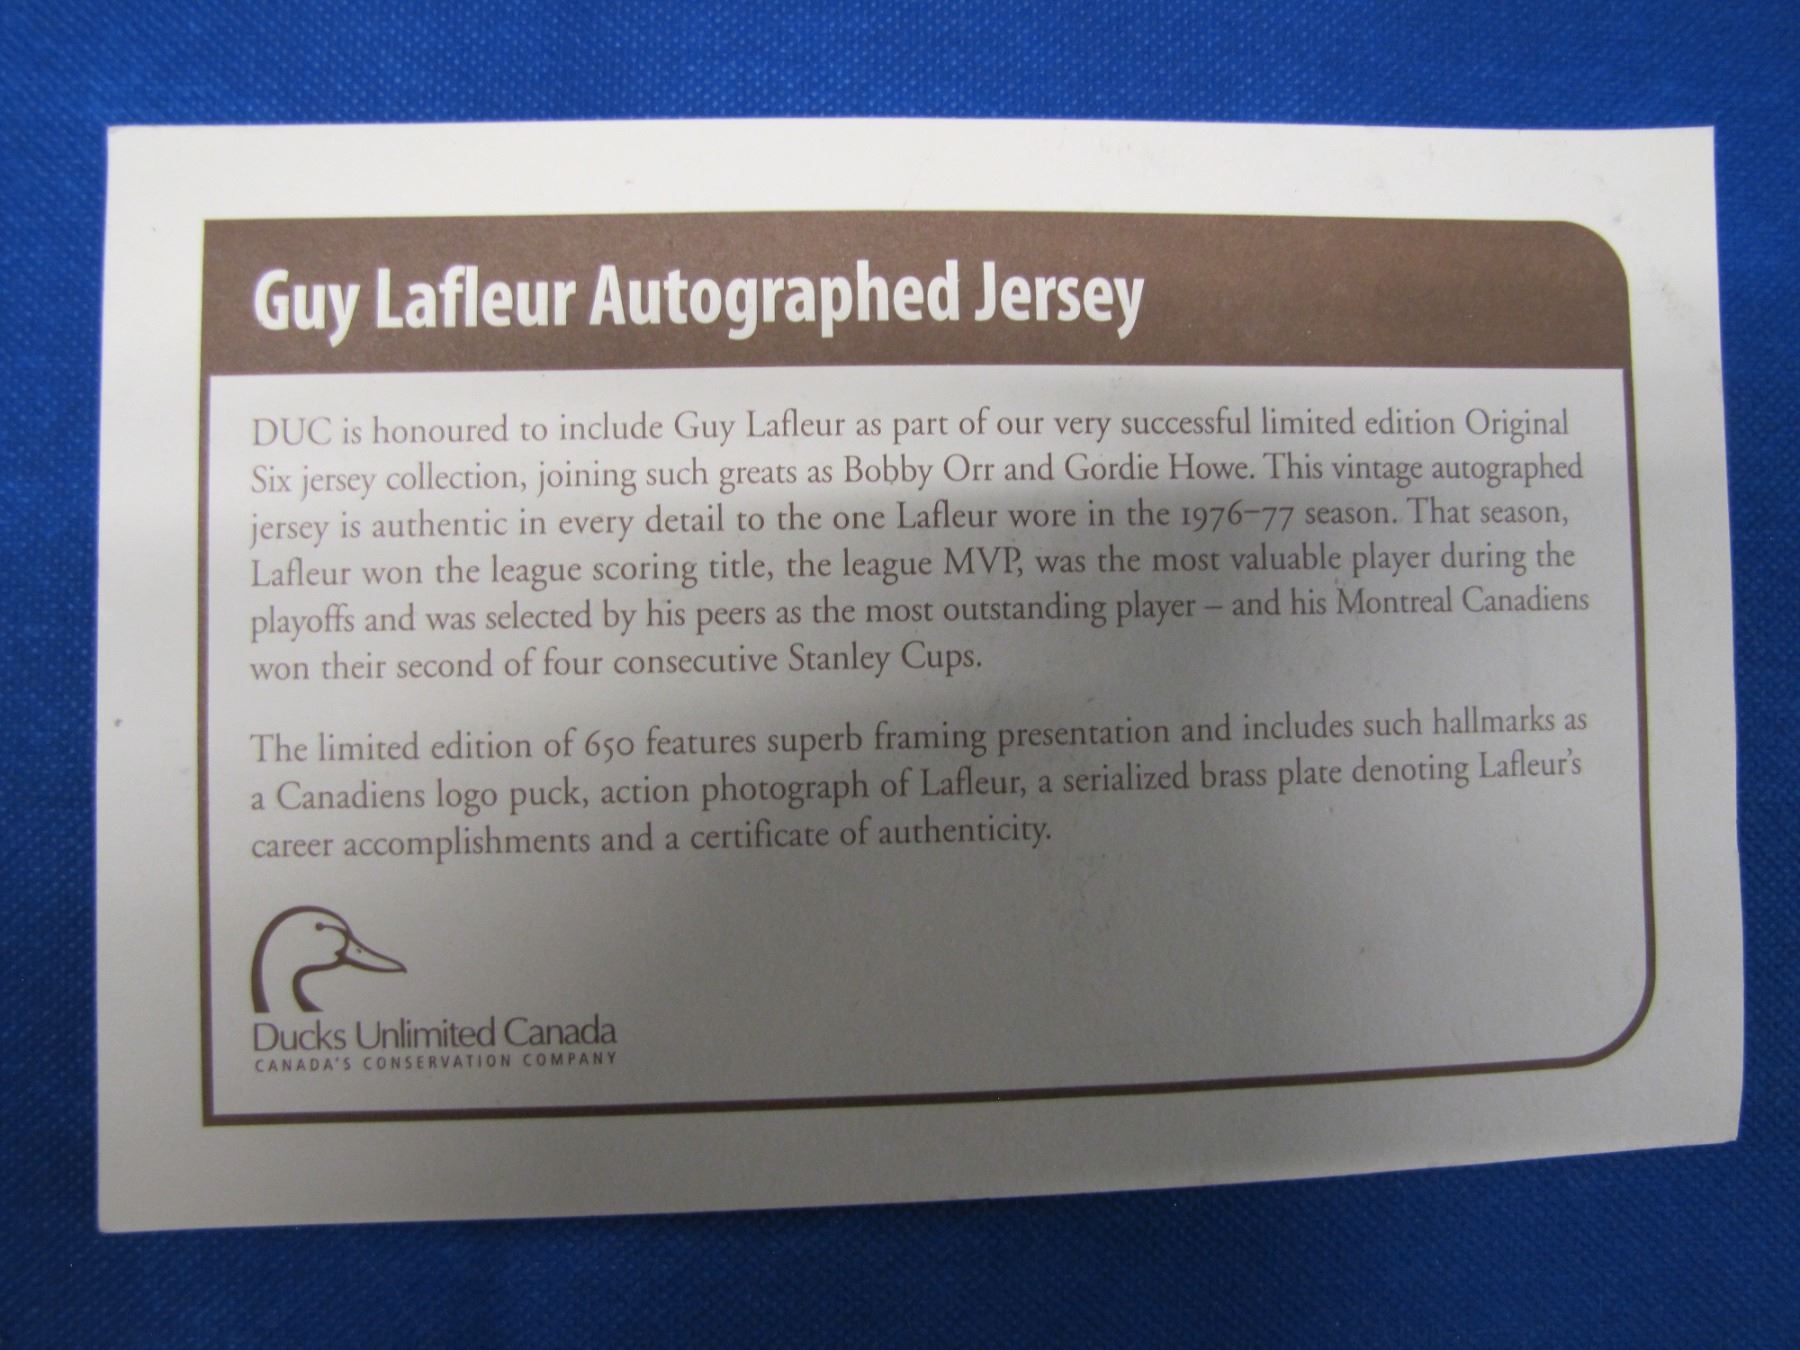 Guy Lafleur Autographed Jersey
DUC is honoured to include Guy Lafleur as part of our very successful limited edition Original
Six jersey collection, joining such greats as Bobby Orr and Gordie Howe. This vintage autographed
jersey is authentic in every detail to the one Lafleur wore in the 1976–77 season. That season,
Lafleur won the league scoring title, the league MVP, was the most valuable player during the
playoffs and was selected by his peers as the most outstanding player – and his Montreal Canadiens
won their second of four consecutive Stanley Cups.
The limited edition of 650 features superb framing presentation and includes such hallmarks as
a Canadiens logo puck, action photograph of Lafleur, a serialized brass plate denoting Lafleur's
career accomplishments and a certificate of authenticity.
Ducks Unlimited Canada
CANADA'S CONSERVATION COMPANY